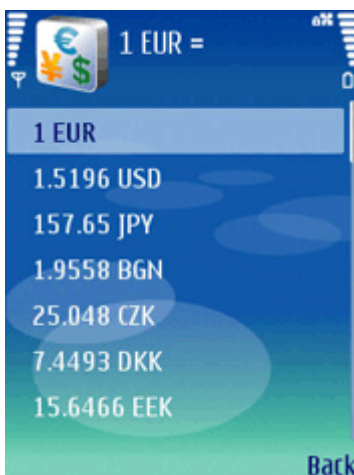 1 EUR =
1 EUR
1.5196 USD
157.65 JPY
1.9558 BGN
25.048 CZK
7.4493 DKK
15.6466 EEK
Back